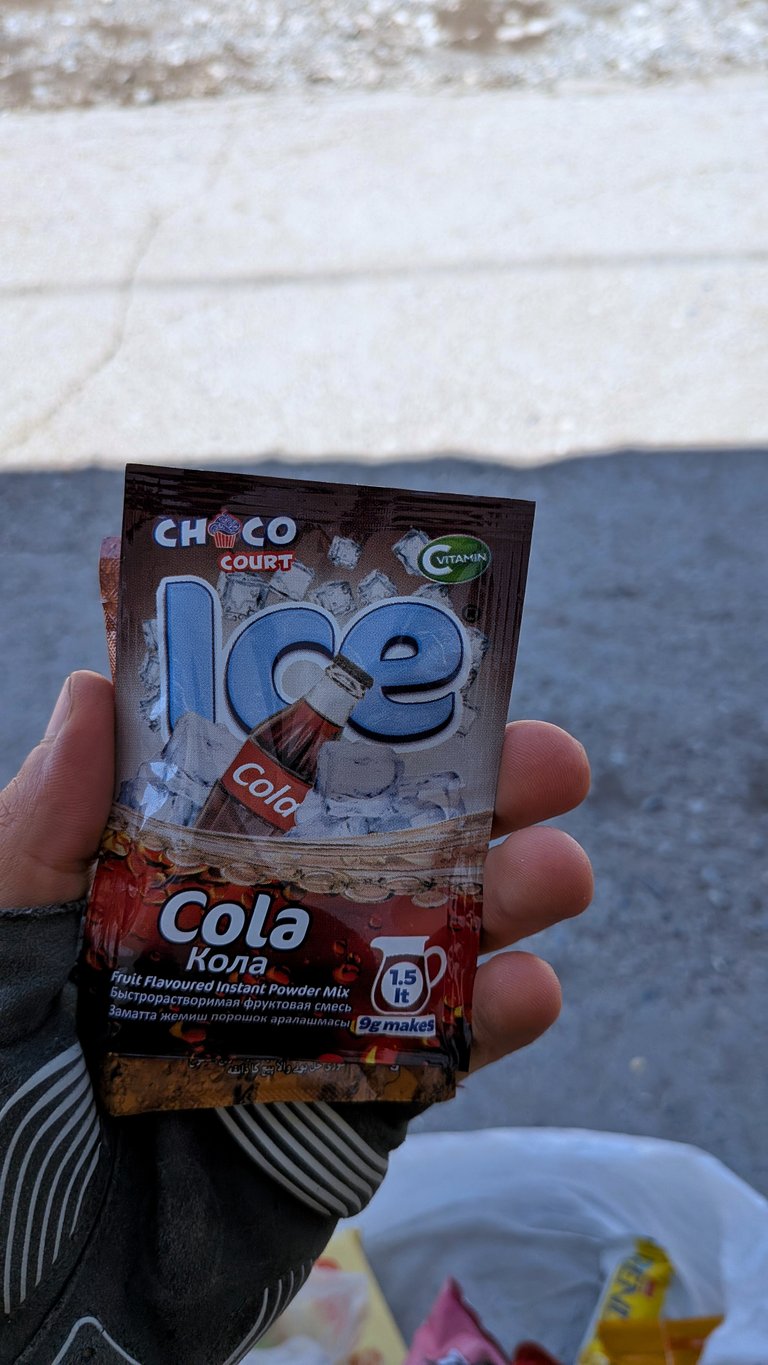 CHOCO
COURT
C VITAMIN
Ice
Cola
Cola
Кола
Fruit Flavoured Instant Powder Mix
Быстрорастворимая фруктовая смесь
Заматта жемиш порошок аралашмасы
1.5
lt
9g makes